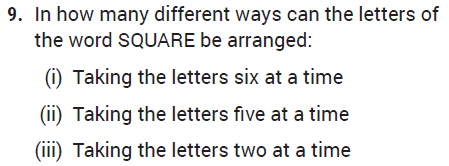 9. In how many different ways can the letters of
the word SQUARE be arranged:
(i) Taking the letters six at a time
(ii) Taking the letters five at a time
(iii) Taking the letters two at a time